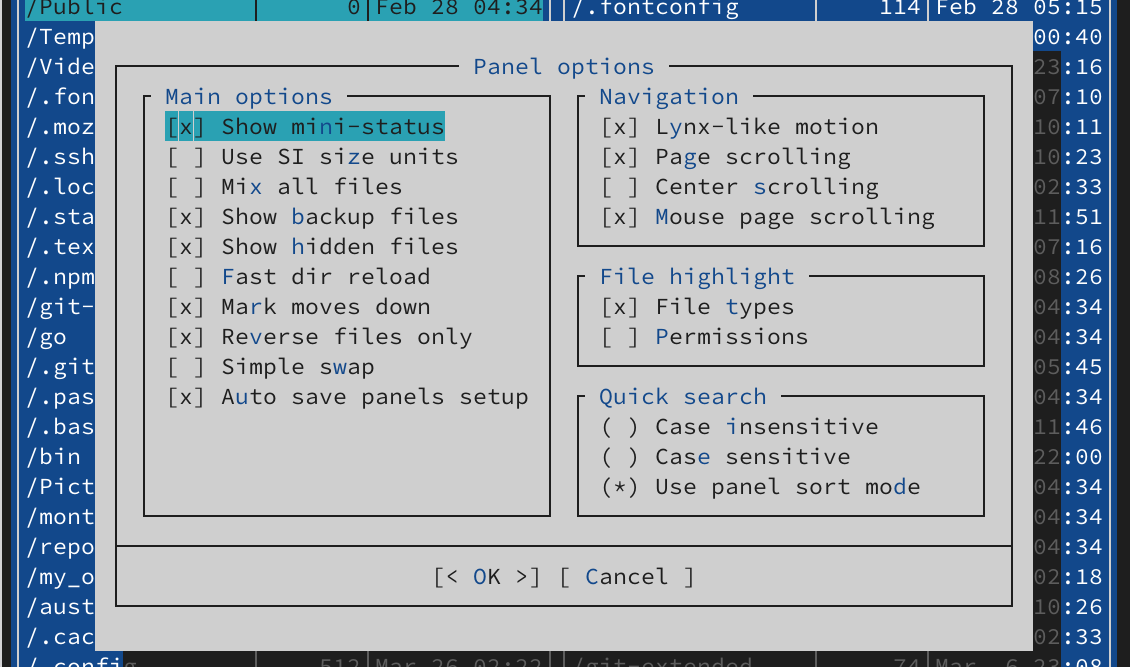 /Public 0 Feb 28 04:34 /.fontconfig 114 Feb 28 05:15
/Temp 00:40
/Vide 23:16
Panel options
/.fon 07:10
/.moz 10:11
/.ssh 10:23
/.loc 02:33
/.sta 11:51
/.tex 07:16
/.npm 08:26
/git- 04:34
/go 04:34
/.git 05:45
/.pas 04:34
/.bas 11:46
/bin 22:00
/Pict 04:34
/mont 04:34
/repo 04:34
/my_o 02:18
/aust 10:26
/.cac 02:33
Main options
[x] Show mini-status
[ ] Use SI size units
[ ] Mix all files
[x] Show backup files
[x] Show hidden files
[ ] Fast dir reload
[x] Mark moves down
[x] Reverse files only
[ ] Simple swap
[x] Auto save panels setup
Navigation
[x] Lynx-like motion
[x] Page scrolling
[ ] Center scrolling
[x] Mouse page scrolling
File highlight
[x] File types
[ ] Permissions
Quick search
( ) Case insensitive
( ) Case sensitive
(*) Use panel sort mode
[< OK >] [ Cancel ]
/.config 512 Mar 26 02:22 /git-extended 74 Mar 6 :08